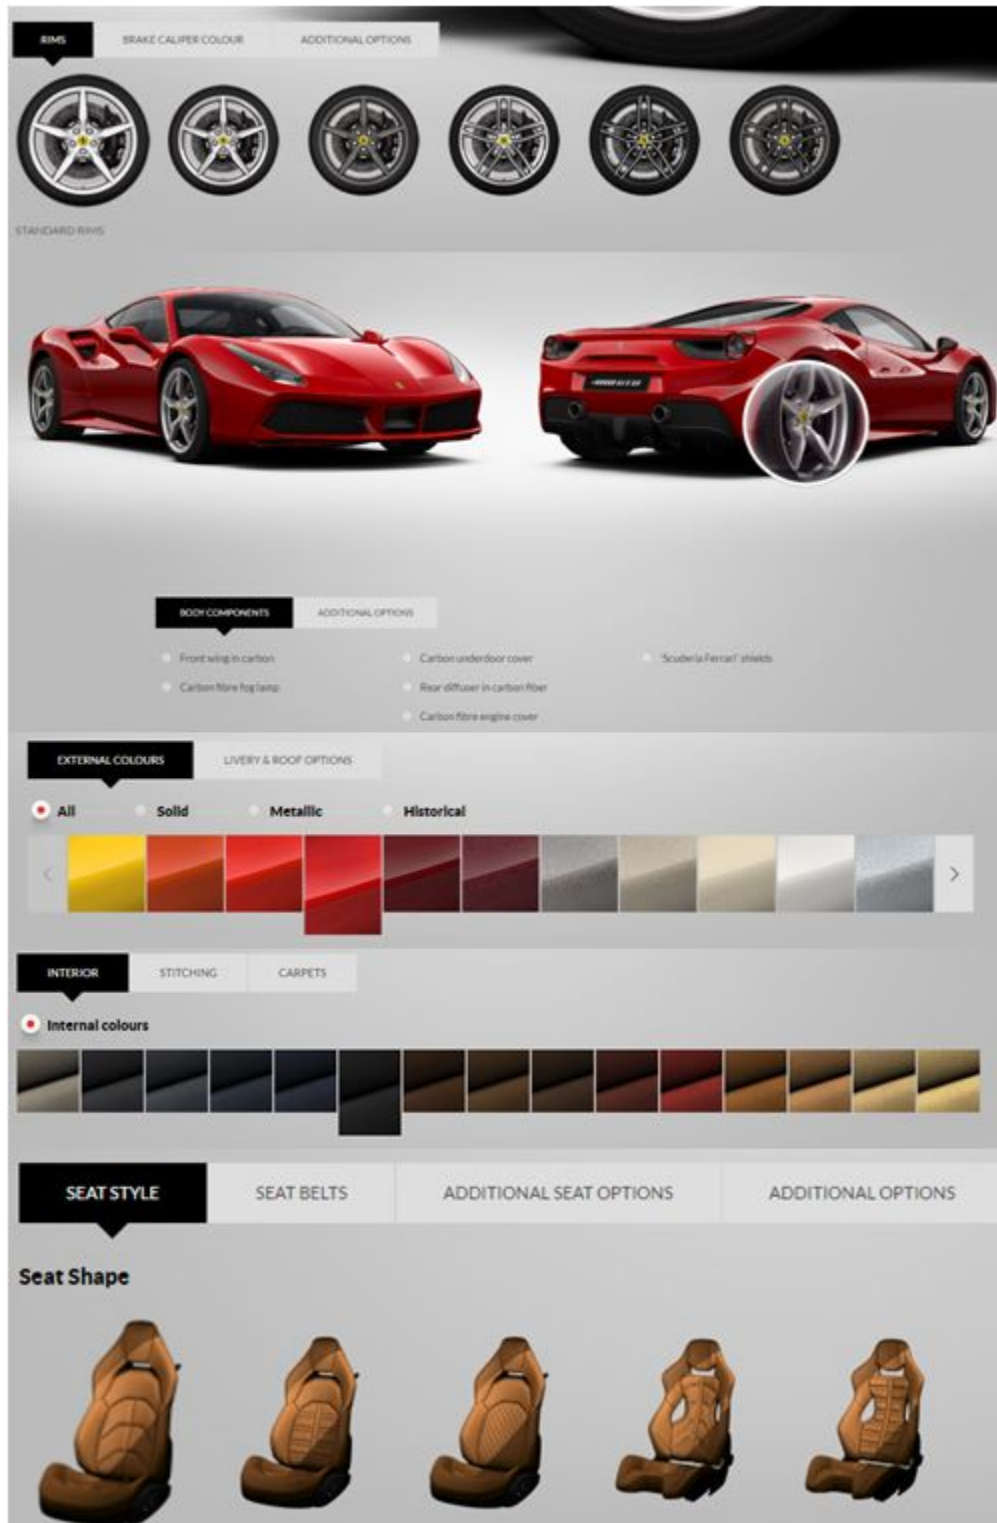 RIMS BRAKE CALIPER COLOUR ADDITIONAL OPTIONS
STANDARD RIMS
BODY COMPONENTS ADDITIONAL OPTIONS
Front wing in carbon Carbon underdoor cover 'Scuderia Ferrari' shields
Carbon fibre fog lamp Rear diffuser in carbon fiber
Carbon fibre engine cover
EXTERNAL COLOURS LIVERY & ROOF OPTIONS
All Solid Metallic Historical
INTERIOR STITCHING CARPETS
Internal colours
SEAT STYLE SEAT BELTS ADDITIONAL SEAT OPTIONS ADDITIONAL OPTIONS
Seat Shape